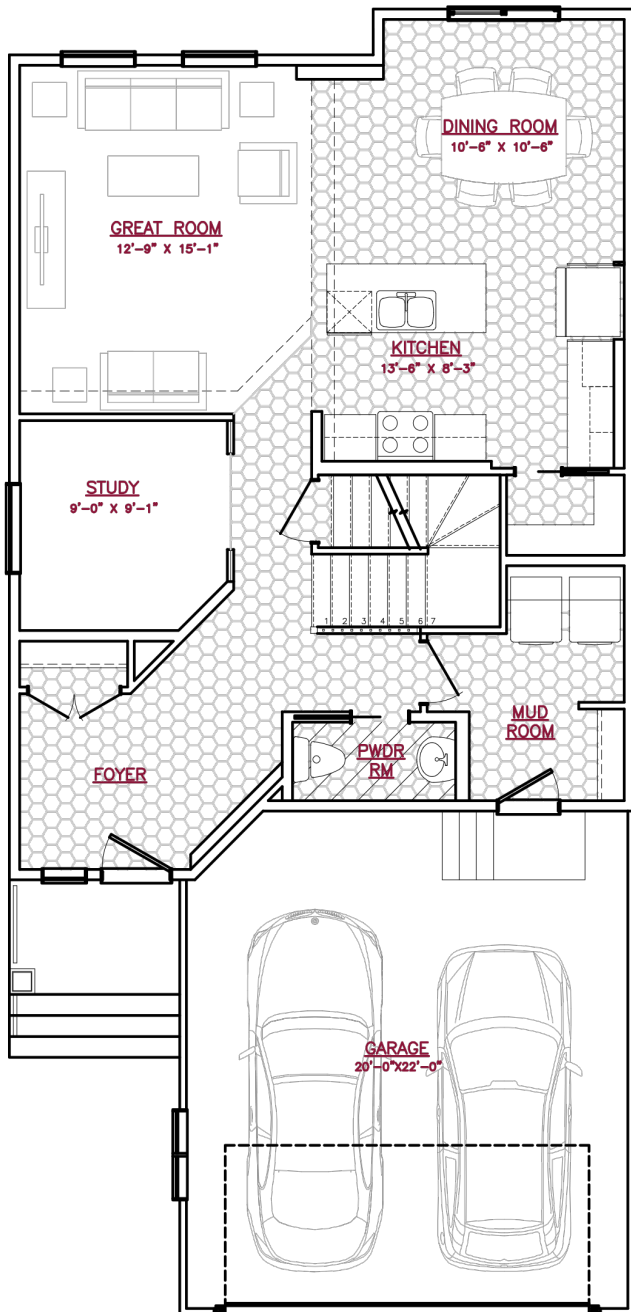 DINING ROOM
10'-6" X 10'-6"
GREAT ROOM
12'-9" X 15'-1"
KITCHEN
13'-6" X 8'-3"
STUDY
9'-0" X 9'-1"
1 2 3 4 5 6 7
MUD
ROOM
PWDR
RM
FOYER
GARAGE
20'-0"X22'-0"